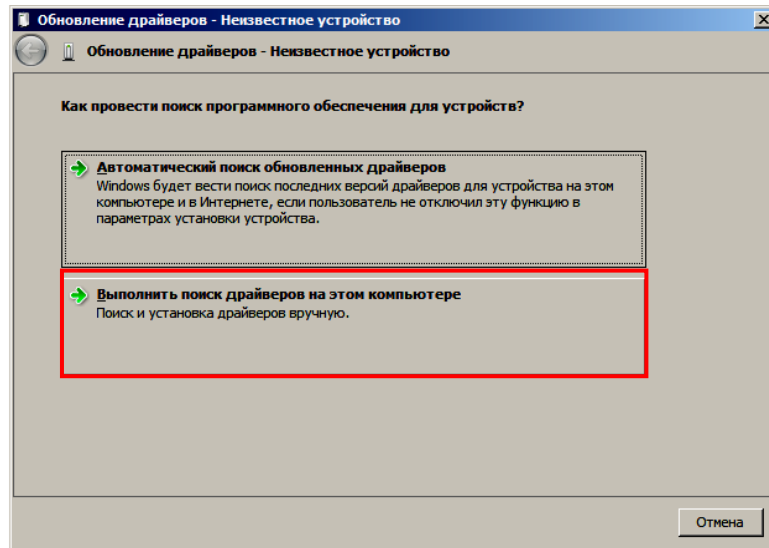 Обновление драйверов - Неизвестное устройство
Обновление драйверов - Неизвестное устройство
Как провести поиск программного обеспечения для устройств?
Автоматический поиск обновленных драйверов
Windows будет вести поиск последних версий драйверов для устройства на этом
компьютере и в Интернете, если пользователь не отключил эту функцию в
параметрах установки устройства.
Выполнить поиск драйверов на этом компьютере
Поиск и установка драйверов вручную.
Отмена